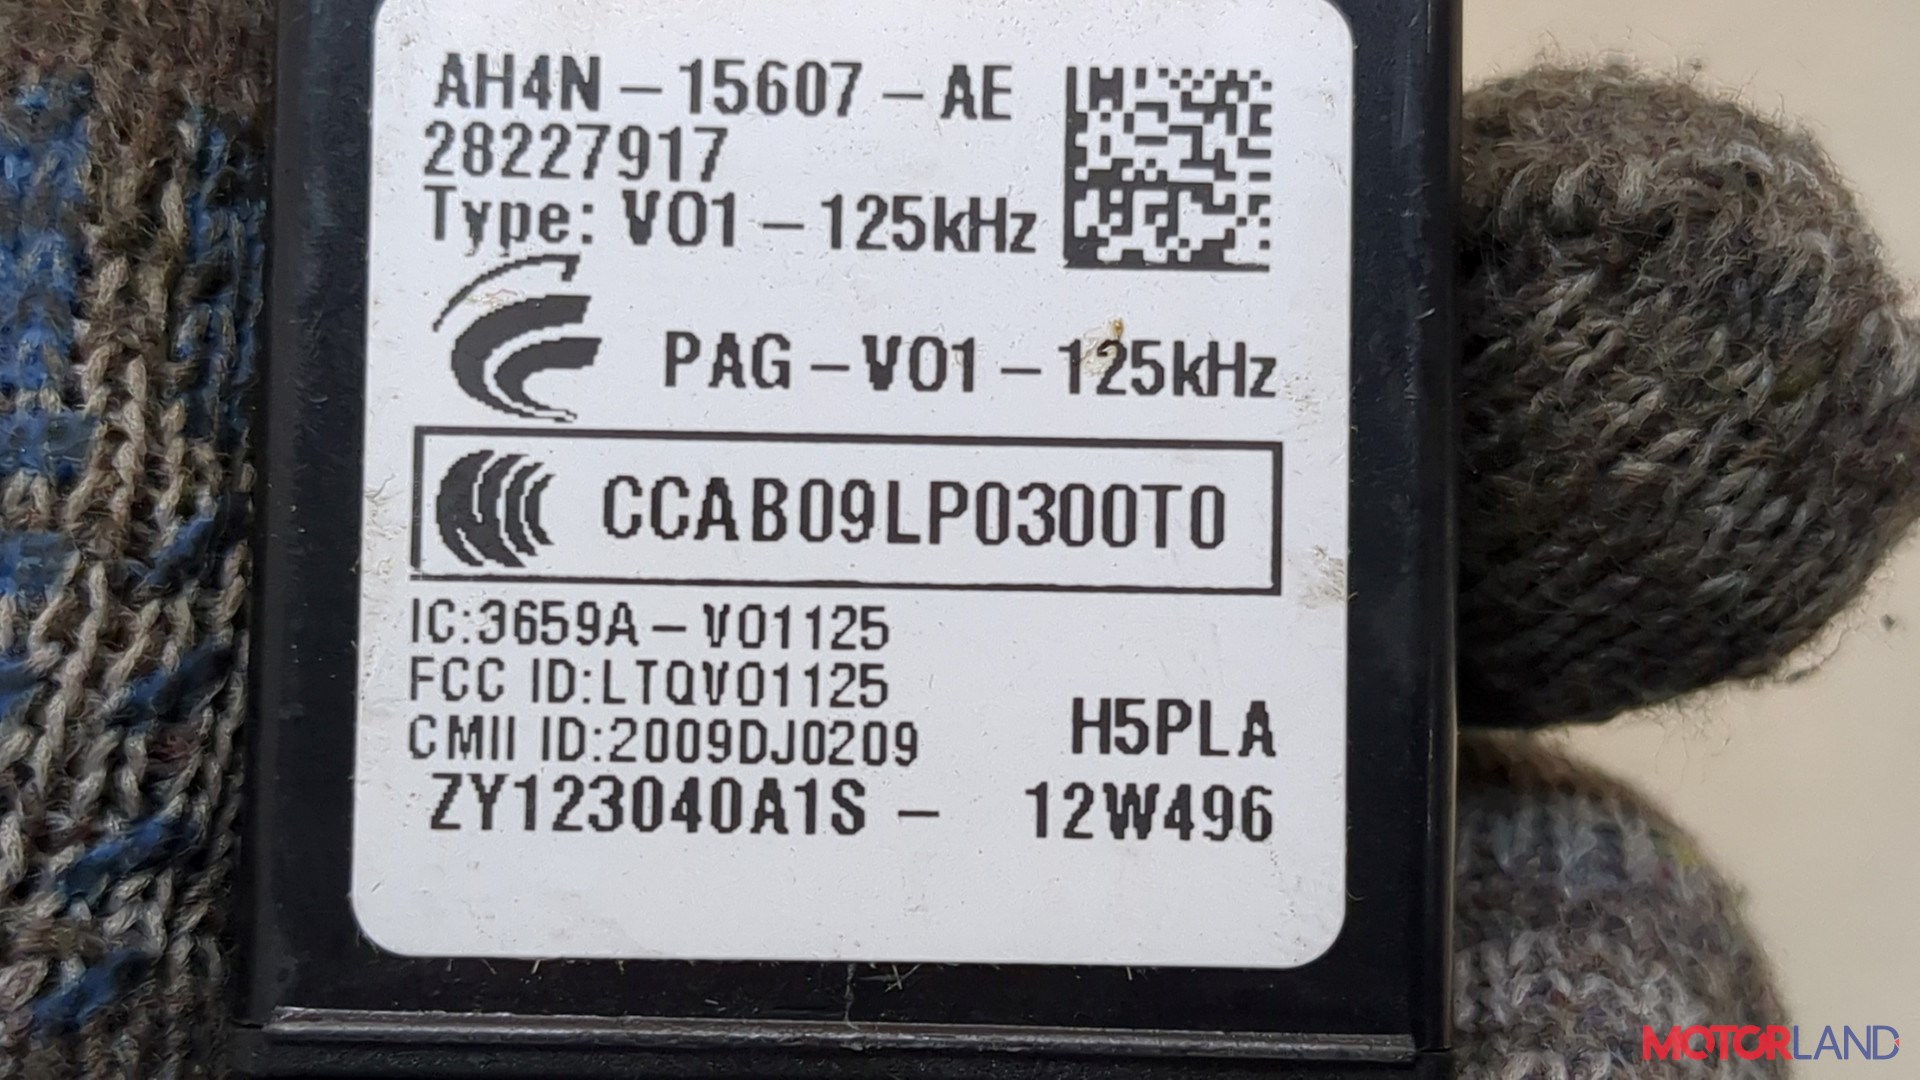 AH4N-15607-AE
28227917
Type: V01-125kHz
PAG-V01-125kHz
CCAB09LP0300T0
IC:3659A-V01125
FCC ID:LTQV01125
CMII ID:2009DJ0209
H5PLA
ZY123040A1S - 12W496
MOTORLAND